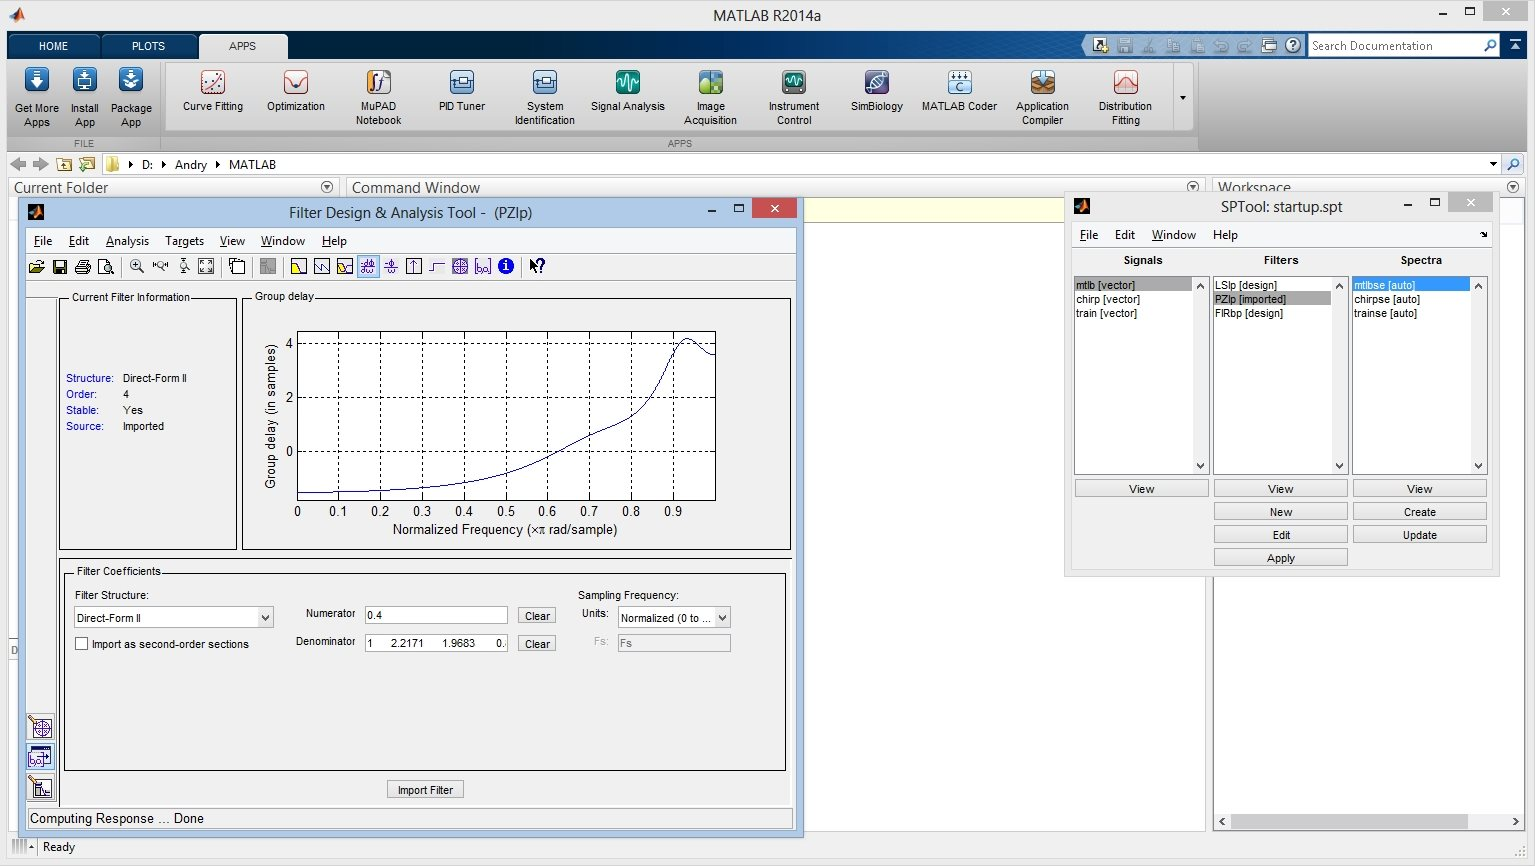 MATLAB R2014a
HOME
PLOTS
APPS
Search Documentation
Get More Apps
Install App
Package App
Curve Fitting
Optimization
MuPAD Notebook
PID Tuner
System Identification
Signal Analysis
Image Acquisition
Instrument Control
SimBiology
MATLAB Coder
Application Compiler
Distribution Fitting
FILE
APPS
D: Andry MATLAB
Current Folder
Command Window
Workspace
Filter Design & Analysis Tool - (PZlp)
File Edit Analysis Targets View Window Help
Current Filter Information
Structure: Direct-Form II
Order: 4
Stable: Yes
Source: Imported
Group delay
Group delay (in samples)
4
2
0
0 0.1 0.2 0.3 0.4 0.5 0.6 0.7 0.8 0.9
Normalized Frequency (×π rad/sample)
Filter Coefficients
Filter Structure:
Direct-Form II
Import as second-order sections
Numerator 0.4 Clear
Denominator 1 2.2171 1.9683 0. Clear
Sampling Frequency:
Units: Normalized (0 to ...
Fs: Fs
Import Filter
Computing Response ... Done
SPTool: startup.spt
File Edit Window Help
Signals
mtlb [vector]
chirp [vector]
train [vector]
View
Filters
LSlp [design]
PZlp [imported]
FIRbp [design]
View
New
Edit
Apply
Spectra
mtlbse [auto]
chirpse [auto]
trainse [auto]
View
Create
Update
D
Ready